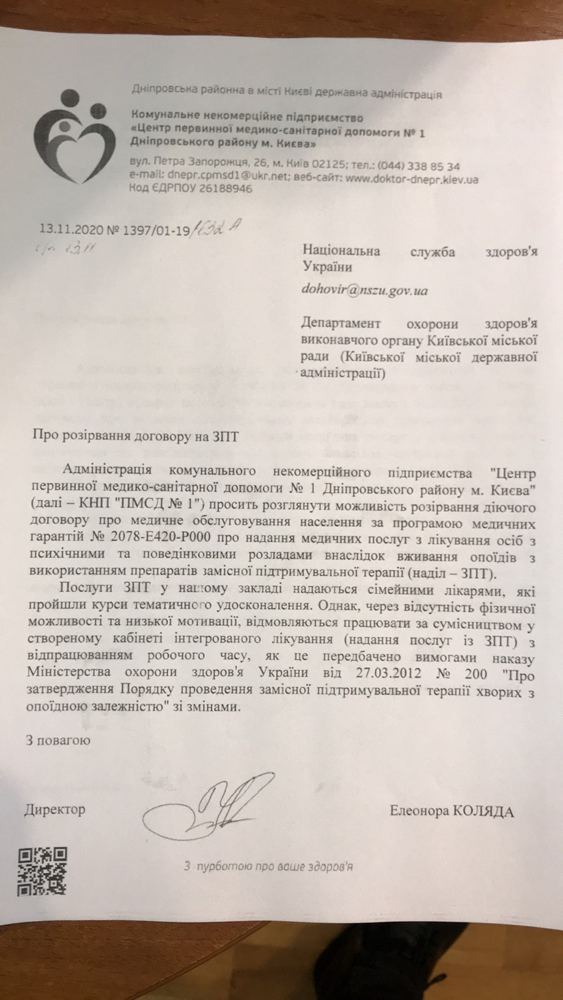 Дніпровська районна в місті Києві державна адміністрація
Комунальне некомерційне підприємство
«Центр первинної медико-санітарної допомоги № 1
Дніпровського району м. Києва»
вул. Петра Запорожця, 26, м. Київ 02125; тел.: (044) 338 85 34
e-mail: dnepr.cpmsd1@ukr.net; веб-сайт: www.doktor-dnepr.kiev.ua
Код ЄДРПОУ 26188946
13.11.2020 № 1397/01-19
Національна служба здоров'я
України
dohovir@nszu.gov.ua
Департамент охорони здоров'я
виконавчого органу Київської міської
ради (Київської міської державної
адміністрації)
Про розірвання договору на ЗПТ
Адміністрація комунального некомерційного підприємства "Центр
первинної медико-санітарної допомоги № 1 Дніпровського району м. Києва"
(далі – КНП "ПМСД № 1") просить розглянути можливість розірвання діючого
договору про медичне обслуговування населення за програмою медичних
гарантій № 2078-Е420-Р000 про надання медичних послуг з лікування осіб з
психічними та поведінковими розладами внаслідок вживання опоїдів з
використанням препаратів замісної підтримувальної терапії (наділ – ЗПТ).
Послуги ЗПТ у нашому закладі надаються сімейними лікарями, які
пройшли курси тематичного удосконалення. Однак, через відсутність фізичної
можливості та низької мотивації, відмовляються працювати за сумісництвом у
створеному кабінеті інтегрованого лікування (надання послуг із ЗПТ) з
відпрацюванням робочого часу, як це передбачено вимогами наказу
Міністерства охорони здоров'я України від 27.03.2012 № 200 "Про
затвердження Порядку проведення замісної підтримувальної терапії хворих з
опоїдною залежністю" зі змінами.
З повагою
Директор Елеонора КОЛЯДА
З пурботою про ваше здоров'я